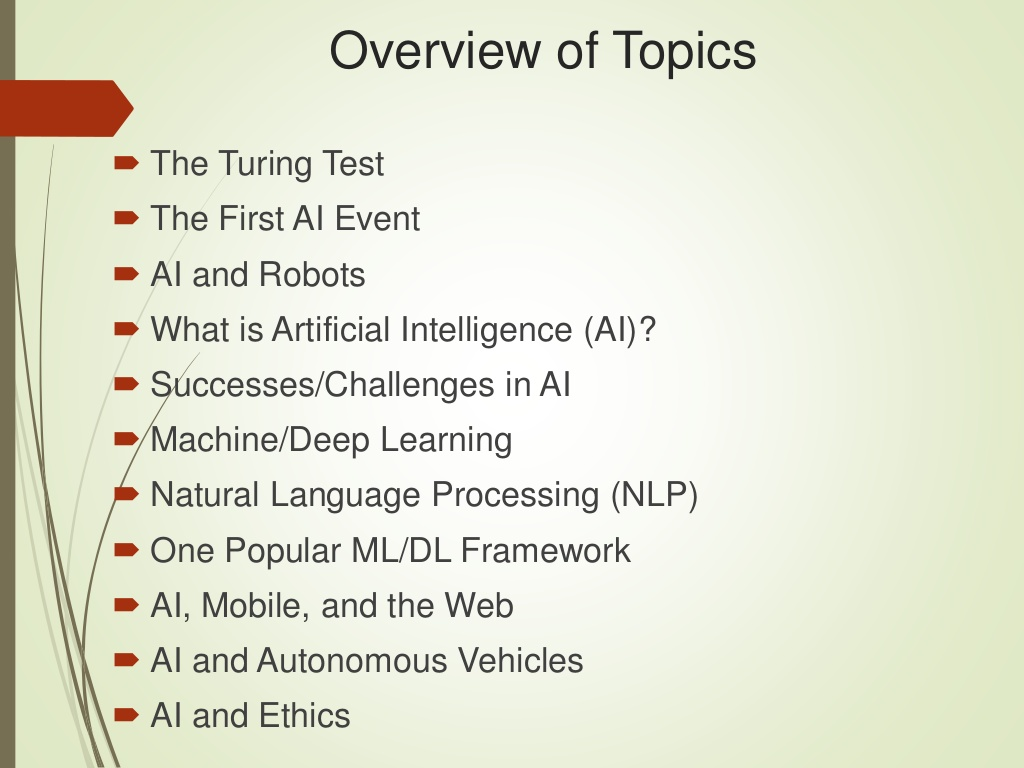 Overview of Topics
The Turing Test
The First AI Event
AI and Robots
What is Artificial Intelligence (AI)?
Successes/Challenges in AI
Machine/Deep Learning
Natural Language Processing (NLP)
One Popular ML/DL Framework
AI, Mobile, and the Web
AI and Autonomous Vehicles
AI and Ethics